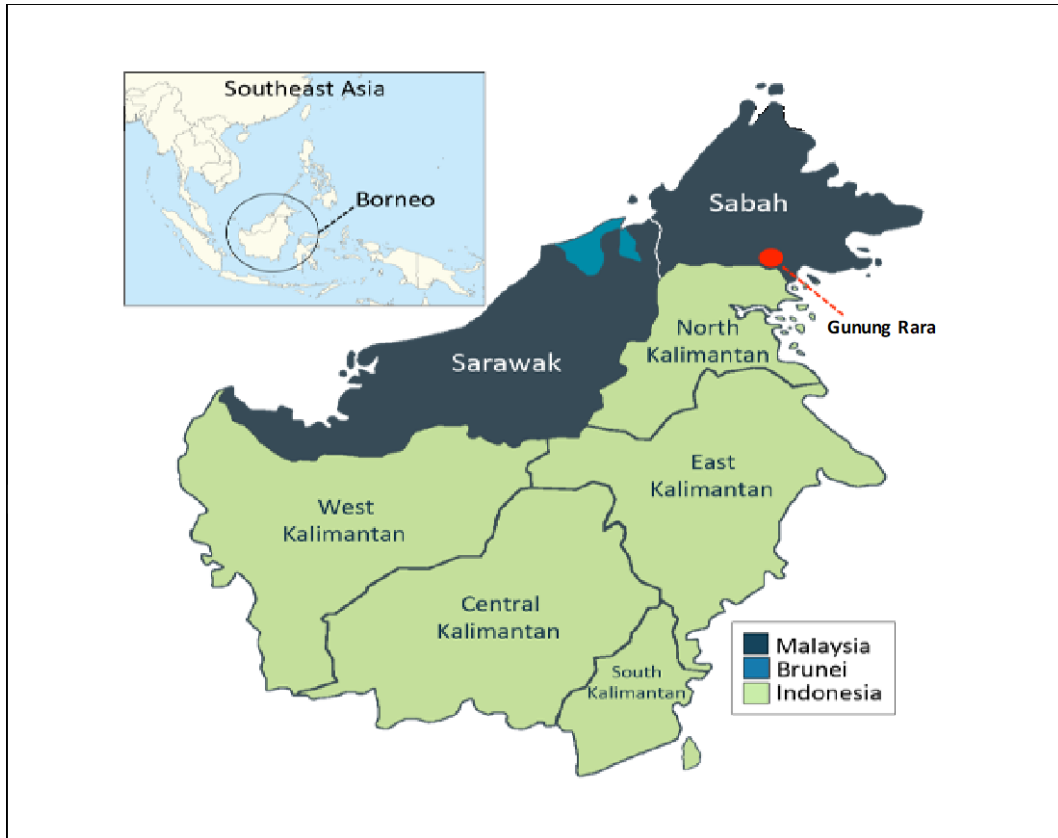 Southeast Asia
Borneo
Sabah
Gunung Rara
North
Kalimantan
Sarawak
East
Kalimantan
West
Kalimantan
Central
Kalimantan
South
Kalimantan
Malaysia
Brunei
Indonesia